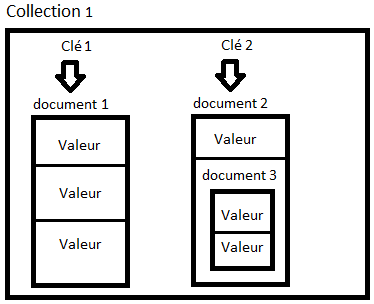 Collection 1
Clé 1
Clé 2
document 1
document 2
Valeur
Valeur
Valeur
Valeur
document 3
Valeur
Valeur